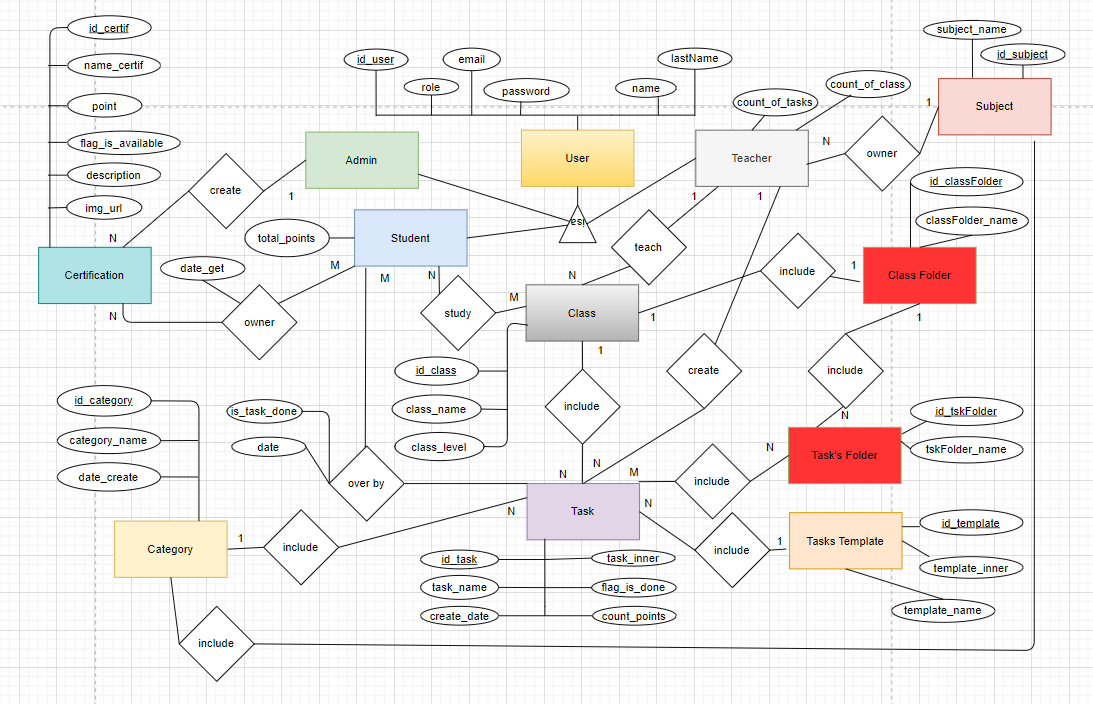 id_certif
subject_name
id_subject
id_user
email
lastName
name_certif
role
password
name
count_of_class
count_of_tasks
point
1
Subject
flag_is_available
Admin
User
Teacher
N
owner
description
create
1
id_classFolder
img_url
1
1
classFolder_name
isa
N
total_points
Student
teach
Certification
date_get
M
M
N
N
include
1
Class Folder
M
study
Class
1
1
N
owner
1
id_class
create
include
id_category
class_name
include
is_task_done
N
id_tskFolder
category_name
date
class_level
N
tskFolder_name
Task's Folder
date_create
N
N
M
over by
include
N
Task
N
id_template
Category
1
include
include
1
Tasks Template
id_task
task_inner
template_inner
task_name
flag_is_done
create_date
count_points
template_name
include